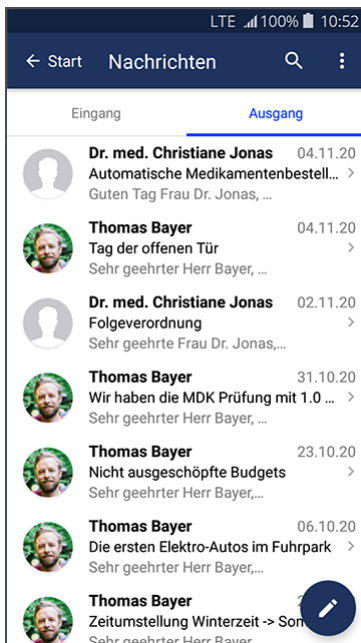 LTE 100% 10:52
← Start Nachrichten
Eingang Ausgang
Dr. med. Christiane Jonas 04.11.20
Automatische Medikamentenbestell...
Guten Tag Frau Dr. Jonas, ...
Thomas Bayer 04.11.20
Tag der offenen Tür
Sehr geehrter Herr Bayer, ...
Dr. med. Christiane Jonas 02.11.20
Folgeverordnung
Sehr geehrte Frau Dr. Jonas,...
Thomas Bayer 31.10.20
Wir haben die MDK Prüfung mit 1.0 ...
Sehr geehrter Herr Bayer, ...
Thomas Bayer 23.10.20
Nicht ausgeschöpfte Budgets
Sehr geehrter Herr Bayer,...
Thomas Bayer 06.10.20
Die ersten Elektro-Autos im Fuhrpark
Sehr geehrter Herr Bayer,...
Thomas Bayer
Zeitumstellung Winterzeit ->
Sehr geehrter Herr Bayer